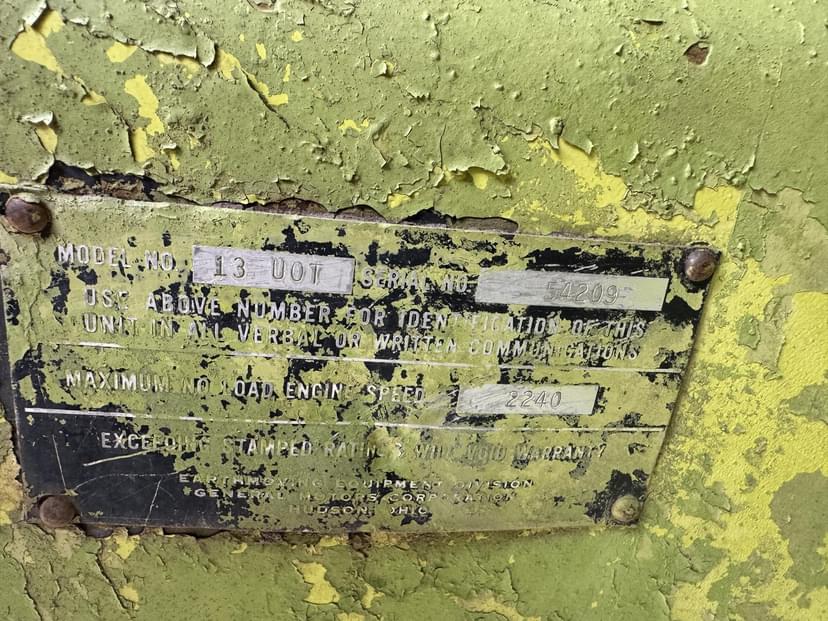 MODEL NO. 13 UOT SERIAL NO. 54209
USE ABOVE NUMBER FOR IDENTIFICATION OF THIS
UNIT IN ALL VERBAL OR WRITTEN COMMUNICATIONS
MAXIMUM NO LOAD ENGINE SPEED 2240
EXCEEDING STAMPED RATINGS WILL VOID WARRANTY
EARTHMOVING EQUIPMENT DIVISION
GENERAL MOTORS CORPORATION
HUDSON, OHIO